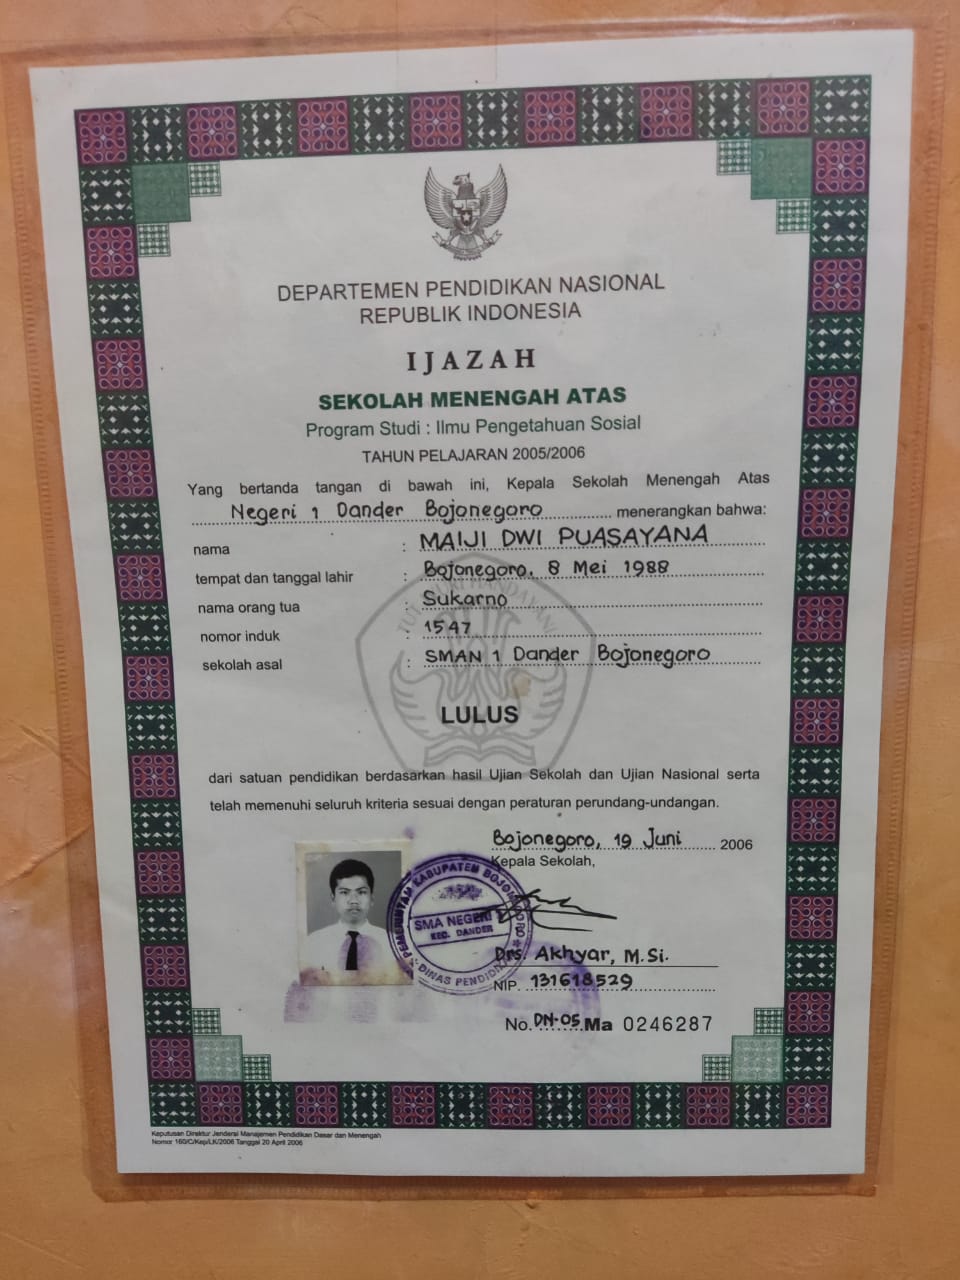 DEPARTEMEN PENDIDIKAN NASIONAL
REPUBLIK INDONESIA
IJAZAH
SEKOLAH MENENGAH ATAS
Program Studi : Ilmu Pengetahuan Sosial
TAHUN PELAJARAN 2005/2006
Yang bertanda tangan di bawah ini, Kepala Sekolah Menengah Atas
Negeri 1 Dander Bojonegoro menerangkan bahwa:
nama : MAIJI DWI PUASAYANA
tempat dan tanggal lahir : Bojonegoro, 8 Mei 1988
nama orang tua : Sukarno
nomor induk : 1547
sekolah asal : SMAN 1 Dander Bojonegoro
TUT WURI HANDAYANI
LULUS
dari satuan pendidikan berdasarkan hasil Ujian Sekolah dan Ujian Nasional serta
telah memenuhi seluruh kriteria sesuai dengan peraturan perundang-undangan.
Bojonegoro, 19 Juni 2006
Kepala Sekolah,
PEMERINTAH KABUPATEN BOJONEGORO
SMA NEGERI
KEC. DANDER
DINAS PENDIDIKAN
Drs. Akhyar, M.Si.
NIP. 131618529
No. DN-05 Ma 0246287
Keputusan Direktur Jenderal Manajemen Pendidikan Dasar dan Menengah
Nomor 160/C/Kep/LK/2006 Tanggal 20 April 2006